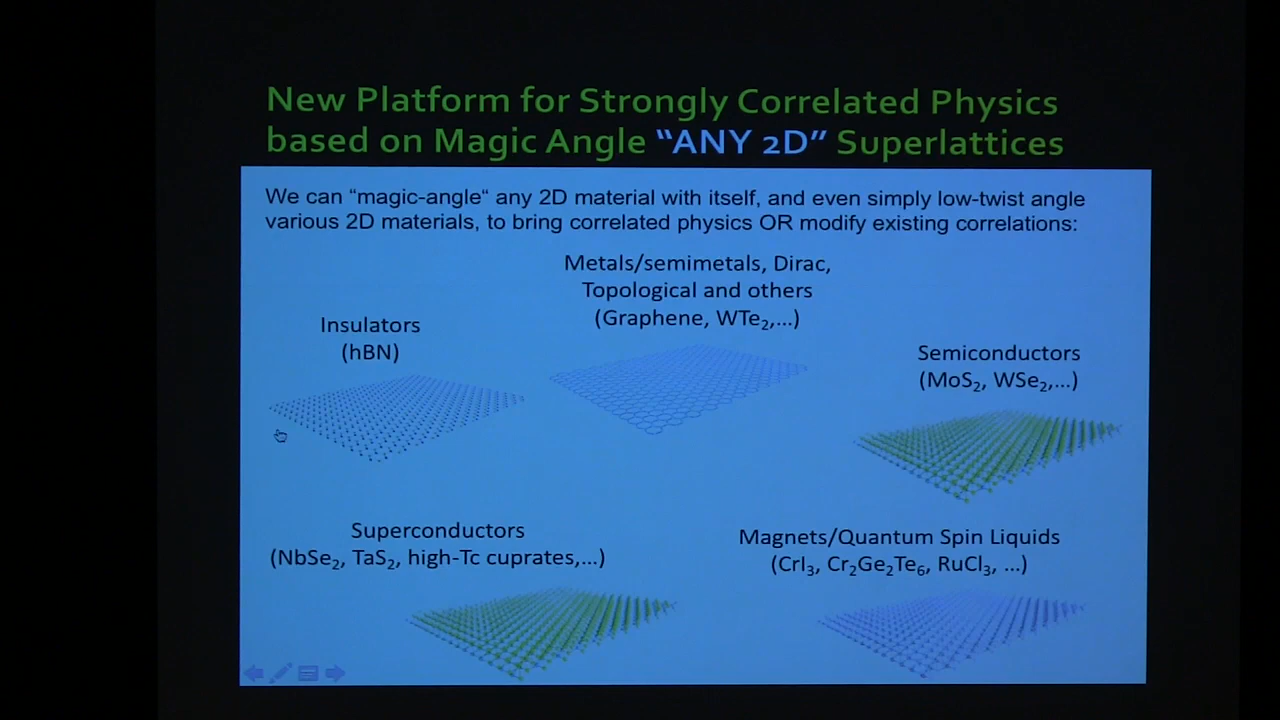 New Platform for Strongly Correlated Physics
based on Magic Angle “ANY 2D” Superlattices
We can “magic-angle“ any 2D material with itself, and even simply low-twist angle
various 2D materials, to bring correlated physics OR modify existing correlations:
Metals/semimetals, Dirac,
Topological and others
(Graphene, WTe₂,...)
Insulators
(hBN)
Semiconductors
(MoS₂, WSe₂,...)
Superconductors
(NbSe₂, TaS₂, high-Tc cuprates,...)
Magnets/Quantum Spin Liquids
(CrI₃, Cr₂Ge₂Te₆, RuCl₃, ...)